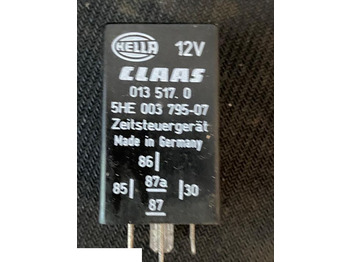 HELLA 12V
CLAAS
013 517. 0
5HE 003 795-07
Zeitsteuergerät
Made in Germany
86
85 87a 30
87